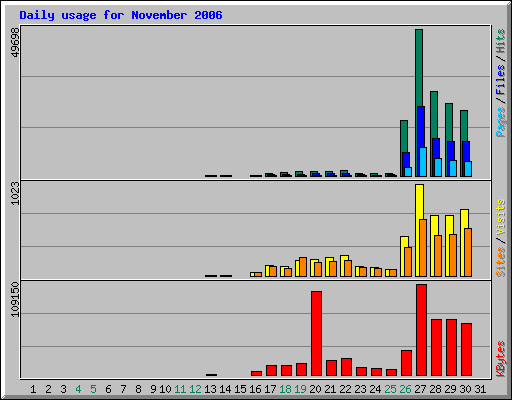 Daily usage for November 2006
49698
1023
109150
Pages / Files / Hits
Sites / Visits
KBytes
1 2 3 4 5 6 7 8 9 10 11 12 13 14 15 16 17 18 19 20 21 22 23 24 25 26 27 28 29 30 31